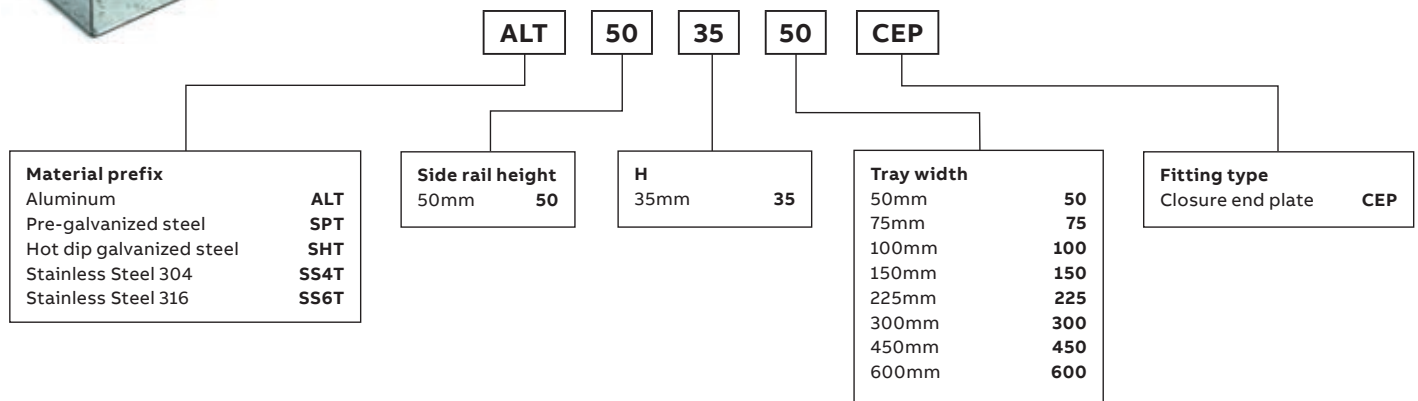 ALT 50 35 50 CEP
Material prefix
Aluminum ALT
Pre-galvanized steel SPT
Hot dip galvanized steel SHT
Stainless Steel 304 SS4T
Stainless Steel 316 SS6T
Side rail height
50mm 50
H
35mm 35
Tray width
50mm 50
75mm 75
100mm 100
150mm 150
225mm 225
300mm 300
450mm 450
600mm 600
Fitting type
Closure end plate CEP